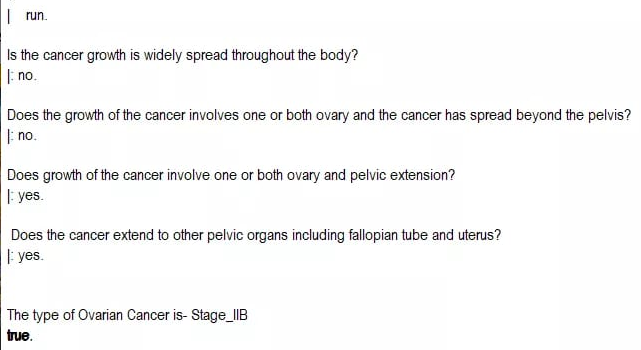 | run.
Is the cancer growth is widely spread throughout the body?
|: no.
Does the growth of the cancer involves one or both ovary and the cancer has spread beyond the pelvis?
|: no.
Does growth of the cancer involve one or both ovary and pelvic extension?
|: yes.
Does the cancer extend to other pelvic organs including fallopian tube and uterus?
|: yes.
The type of Ovarian Cancer is- Stage_IIB
true.